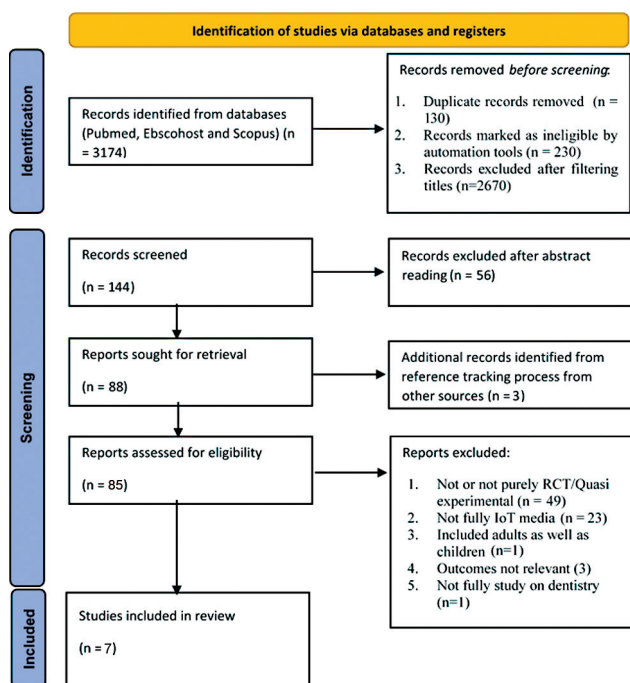 Identification of studies via databases and registers
Identification
Records identified from databases
(Pubmed, Ebscohost and Scopus) (n
= 3174)
Records removed before screening:
1. Duplicate records removed (n =
130)
2. Records marked as ineligible by
automation tools (n = 230)
3. Records excluded after filtering
titles (n=2670)
Screening
Records screened
(n = 144)
Records excluded after abstract
reading (n = 56)
Reports sought for retrieval
(n = 88)
Additional records identified from
reference tracking process from
other sources (n = 3)
Reports assessed for eligibility
(n = 85)
Reports excluded:
1. Not or not purely RCT/Quasi
experimental (n = 49)
2. Not fully IoT media (n = 23)
3. Included adults as well as
children (n=1)
4. Outcomes not relevant (3)
5. Not fully study on dentistry
(n=1)
Included
Studies included in review
(n = 7)